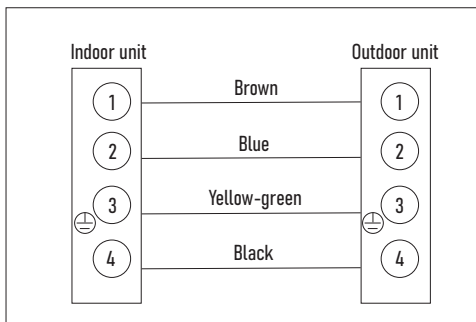 Indoor unit Outdoor unit
1 Brown 1
2 Blue 2
3 Yellow-green 3
4 Black 4